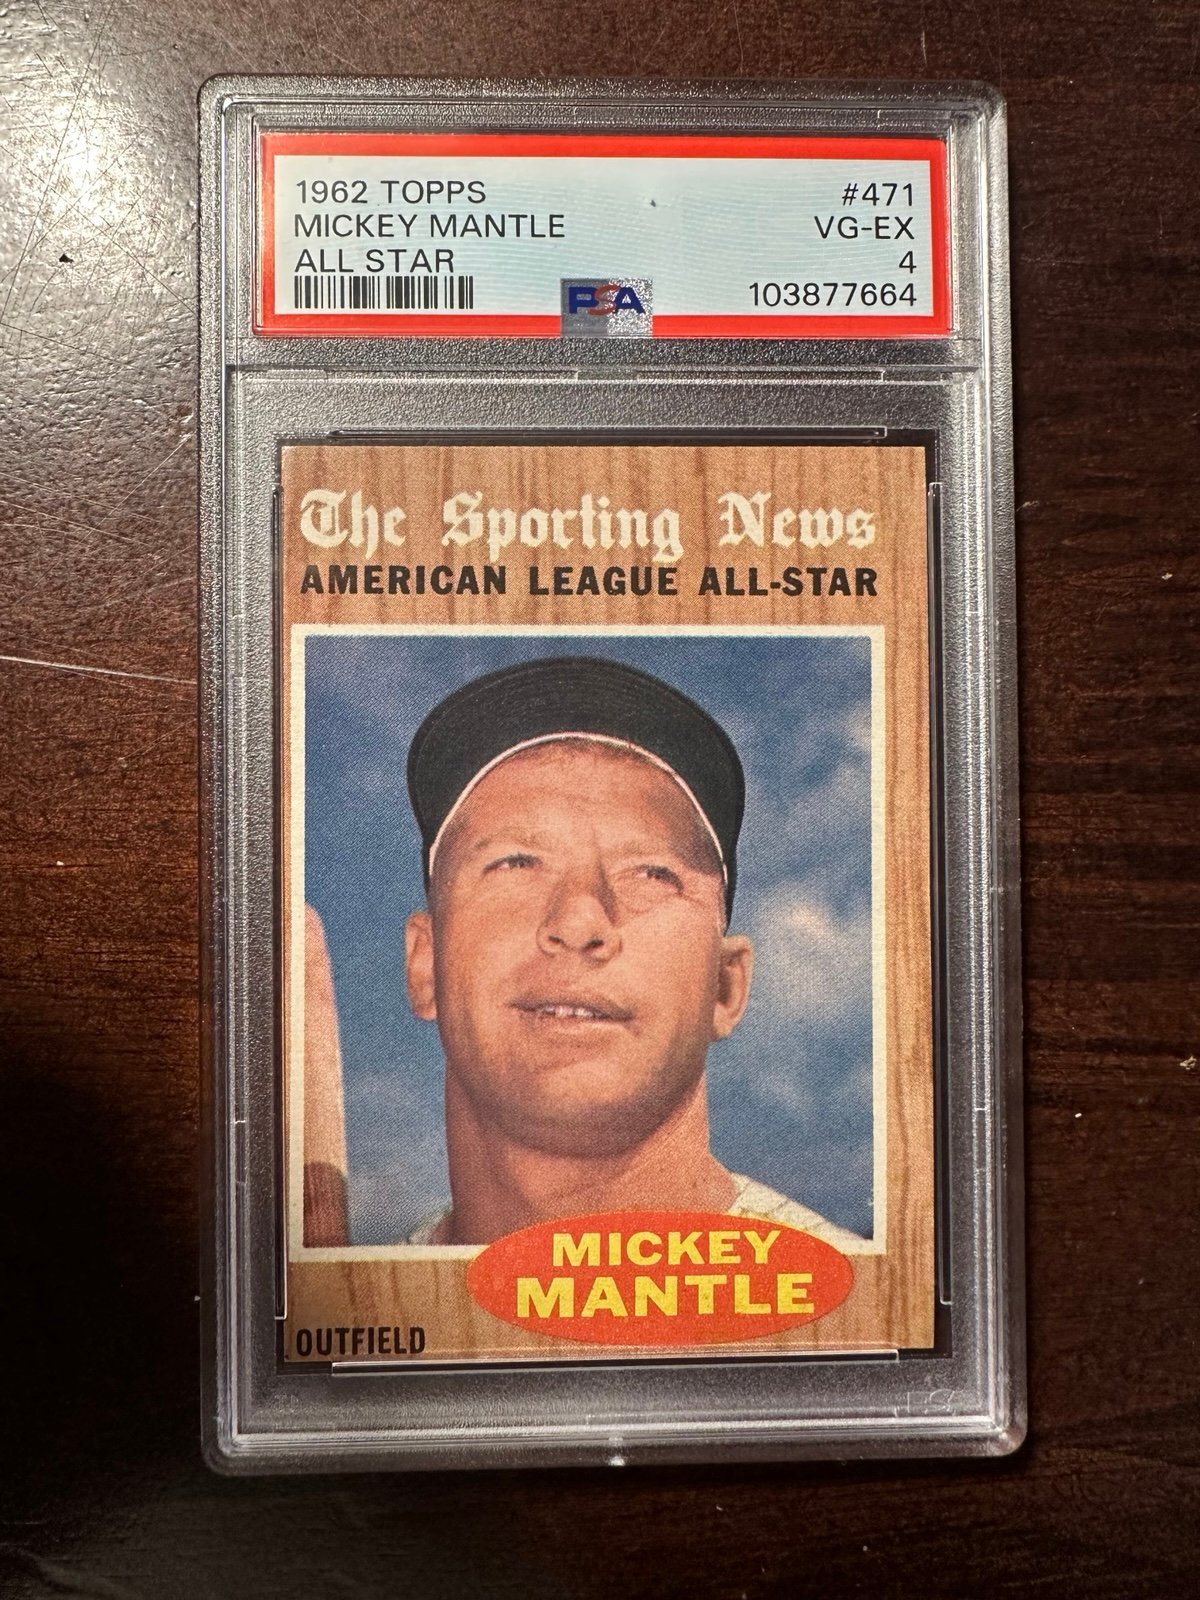 1962 TOPPS #471
MICKEY MANTLE VG-EX
ALL STAR 4
PSA 103877664
The Sporting News
AMERICAN LEAGUE ALL-STAR
MICKEY
MANTLE
OUTFIELD